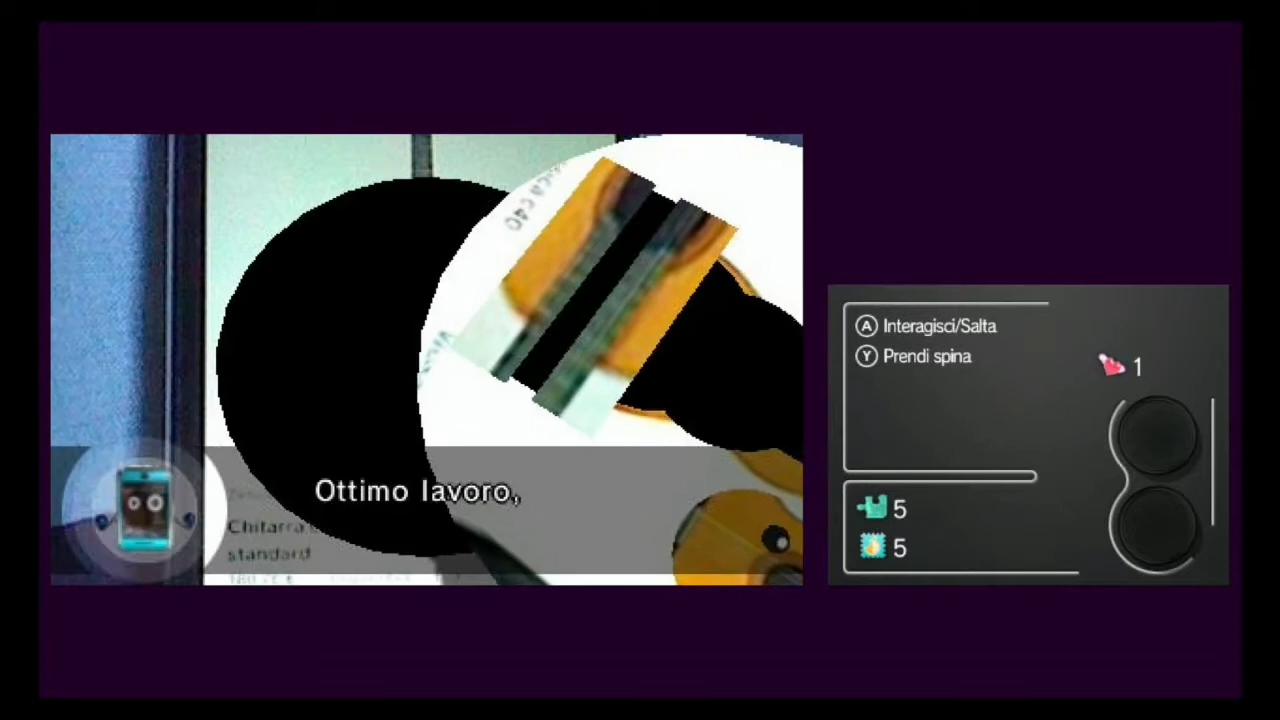 Ottimo lavoro,
Chitarra
standard
A Interagisci/Salta
Y Prendi spina
1
5
5